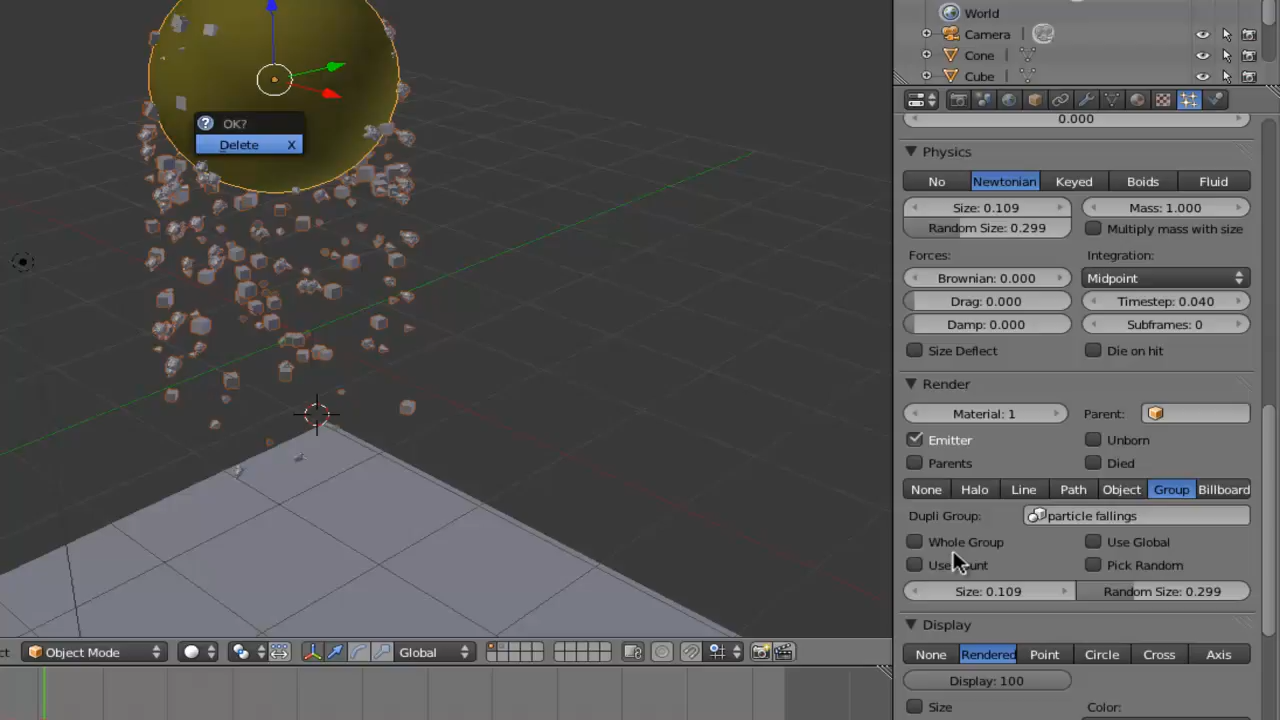 World
Camera
Cone
Cube
0.000
OK?
Delete X
Physics
No Newtonian Keyed Boids Fluid
Size: 0.109 Mass: 1.000
Random Size: 0.299 Multiply mass with size
Forces: Integration:
Brownian: 0.000 Midpoint
Drag: 0.000 Timestep: 0.040
Damp: 0.000 Subframes: 0
Size Deflect Die on hit
Render
Material: 1 Parent:
Emitter Unborn
Parents Died
None Halo Line Path Object Group Billboard
Dupli Group: particle fallings
Whole Group Use Global
Pick Random
Size: 0.109 Random Size: 0.299
Display
None Rendered Point Circle Cross Axis
Display: 100
Size Color:
ct Object Mode Global